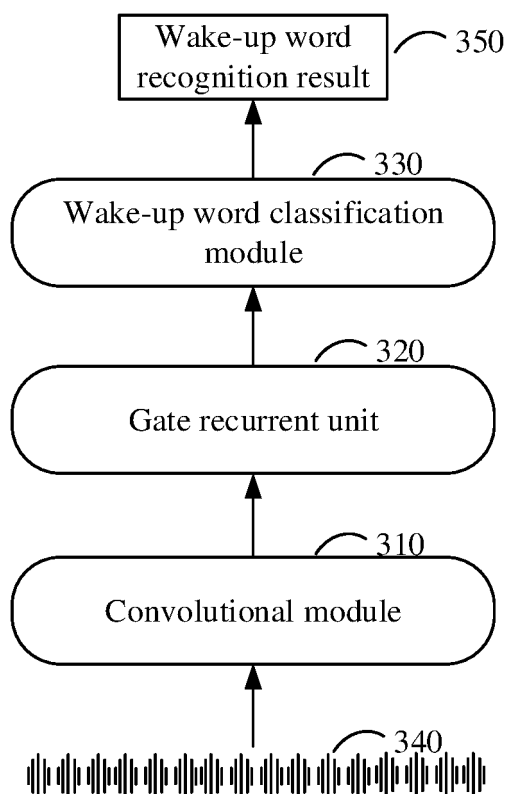 Wake-up word
recognition result
350
330
Wake-up word classification
module
320
Gate recurrent unit
310
Convolutional module
340